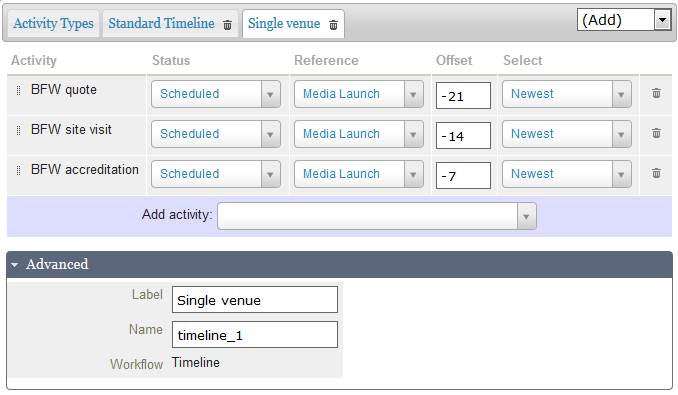 Activity Types Standard Timeline Single venue (Add)
Activity Status Reference Offset Select
BFW quote Scheduled Media Launch -21 Newest
BFW site visit Scheduled Media Launch -14 Newest
BFW accreditation Scheduled Media Launch -7 Newest
Add activity:
Advanced
Label Single venue
Name timeline_1
Workflow Timeline